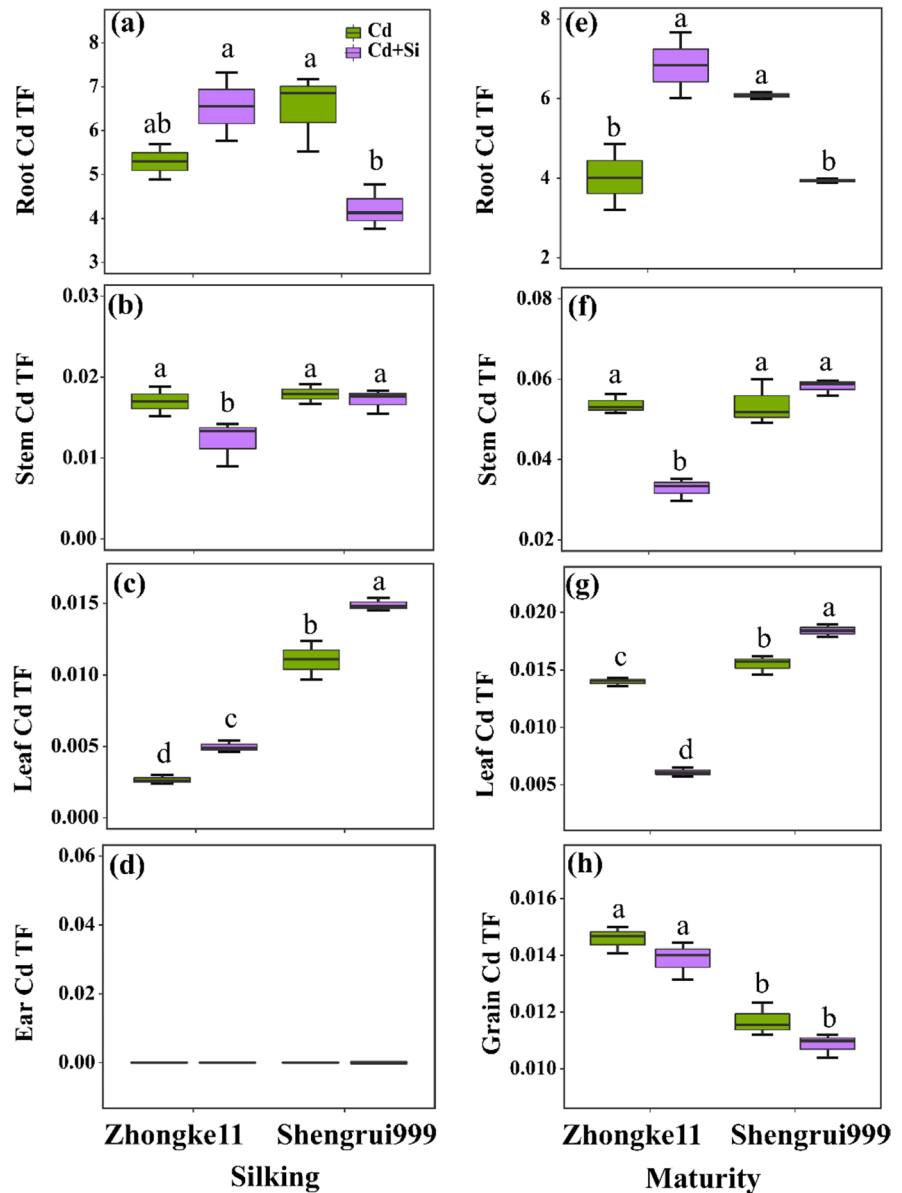 (a)
Cd
Cd+Si
Root Cd TF
8
7
6
5
4
3
ab
a
a
b
(b)
Stem Cd TF
0.03
0.02
0.01
0.00
a
b
a
a
(c)
Leaf Cd TF
0.015
0.010
0.005
0.000
d
c
b
a
(d)
Ear Cd TF
0.06
0.04
0.02
0.00
Zhongke11 Shengrui999
Silking
(e)
Root Cd TF
8
6
4
2
b
a
a
b
(f)
Stem Cd TF
0.08
0.06
0.04
0.02
a
b
a
a
(g)
Leaf Cd TF
0.020
0.015
0.010
0.005
c
d
b
a
(h)
Grain Cd TF
0.016
0.014
0.012
0.010
a
a
b
b
Zhongke11 Shengrui999
Maturity